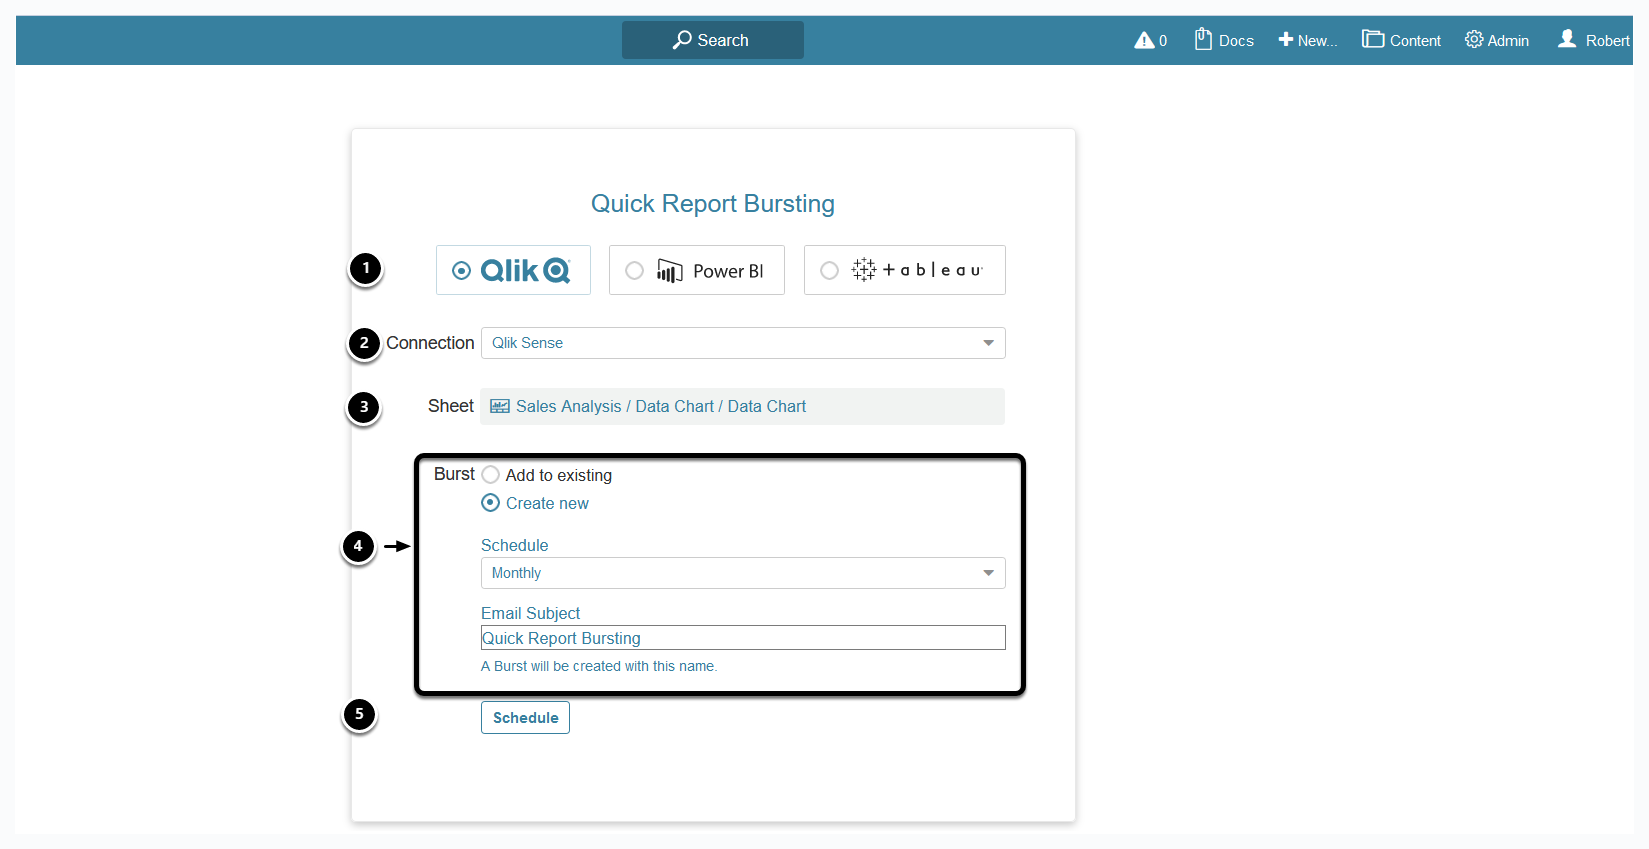 Search
0 Docs New... Content Admin Robert
Quick Report Bursting
1 Qlik Power BI +ableau
2 Connection Qlik Sense
3 Sheet Sales Analysis / Data Chart / Data Chart
Burst Add to existing
Create new
4
Schedule
Monthly
Email Subject
Quick Report Bursting
A Burst will be created with this name.
5 Schedule